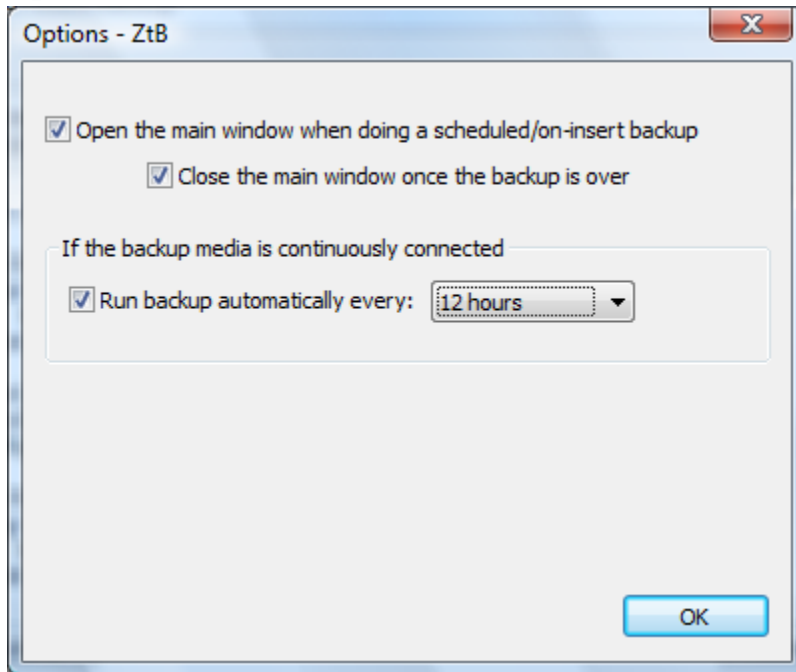 Options - ZtB
Open the main window when doing a scheduled/on-insert backup
Close the main window once the backup is over
If the backup media is continuously connected
Run backup automatically every: 12 hours
OK